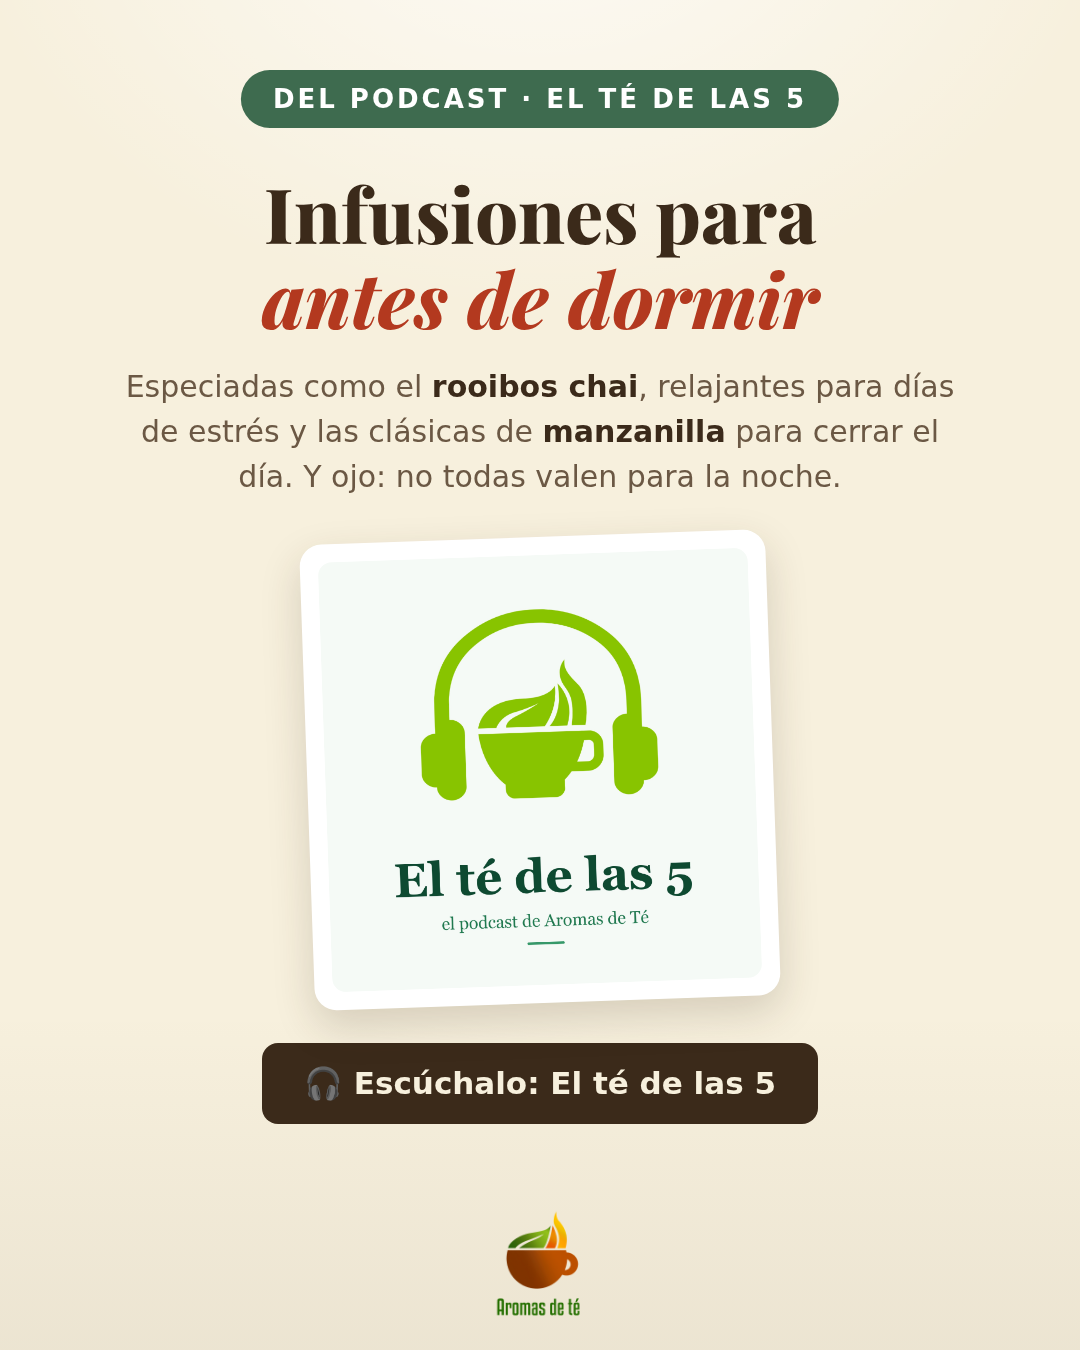 DEL PODCAST · EL TÉ DE LAS 5
Infusiones para
antes de dormir
Especiadas como el rooibos chai, relajantes para días
de estrés y las clásicas de manzanilla para cerrar el
día. Y ojo: no todas valen para la noche.
El té de las 5
el podcast de Aromas de Té
🎧 Escúchalo: El té de las 5
Aromas de té